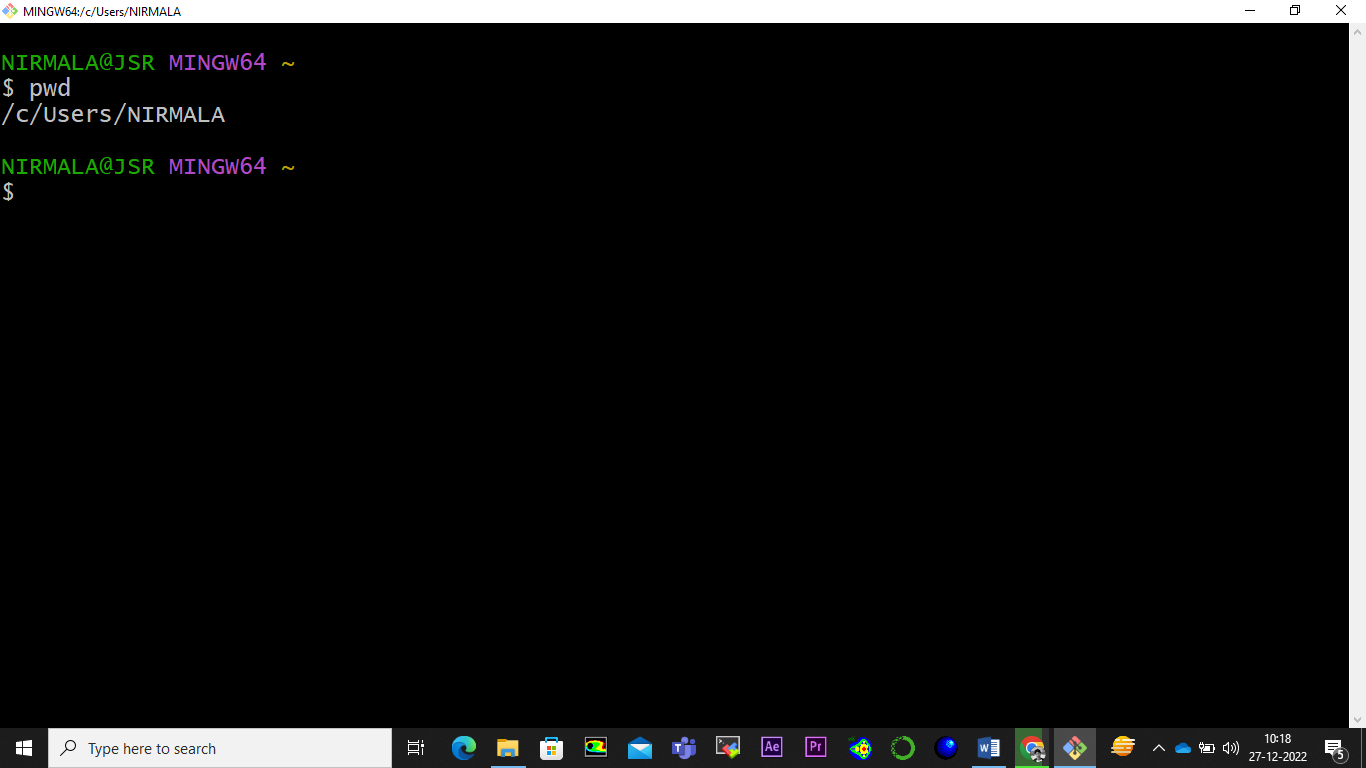 MINGW64:/c/Users/NIRMALA
NIRMALA@JSR MINGW64 ~
$ pwd
/c/Users/NIRMALA
NIRMALA@JSR MINGW64 ~
$
Type here to search
Ae
Pr
10:18
27-12-2022
5